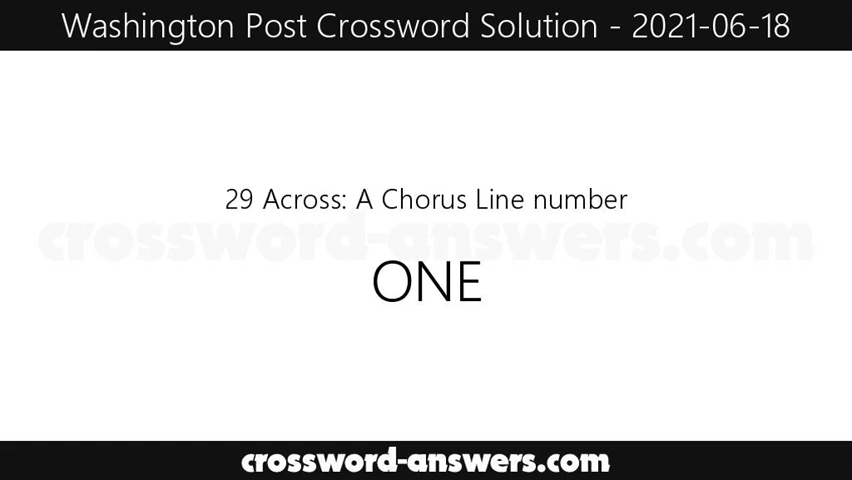 Washington Post Crossword Solution - 2021-06-18
29 Across: A Chorus Line number
crossword-answers.com
ONE
crossword-answers.com